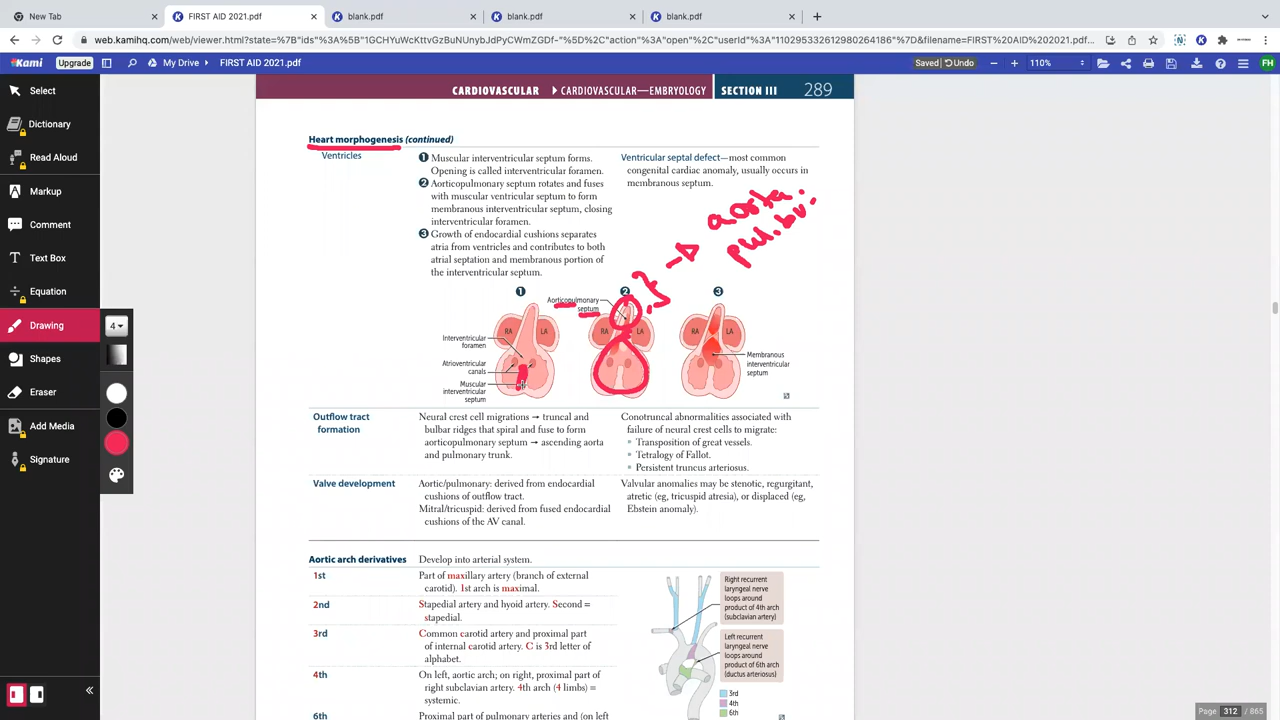 New Tab
FIRST AID 2021.pdf
blank.pdf
blank.pdf
blank.pdf
web.kamihq.com/web/viewer.html?state=%7B"ids"%3A%5B"1GCHYuWcKttvGzBuNUnybJdPyCWmZGDf-"%5D%2C"action"%3A"open"%2C"userId"%3A"110295332612980264186"%7D&filename=FIRST%20AID%202021.pdf...
Kami
Upgrade
My Drive
FIRST AID 2021.pdf
Saved
Undo
110%
FH
Select
Dictionary
Read Aloud
Markup
Comment
Text Box
Equation
Drawing
Shapes
Eraser
Add Media
Signature
4
CARDIOVASCULAR ▶ CARDIOVASCULAR—EMBRYOLOGY SECTION III 289
Heart morphogenesis (continued)
Ventricles
1 Muscular interventricular septum forms.
Opening is called interventricular foramen.
2 Aorticopulmonary septum rotates and fuses
with muscular ventricular septum to form
membranous interventricular septum, closing
interventricular foramen.
3 Growth of endocardial cushions separates
atria from ventricles and contributes to both
atrial septation and membranous portion of
the interventricular septum.
Ventricular septal defect—most common
congenital cardiac anomaly, usually occurs in
membranous septum.
aorta
1
2
3
Aorticopulmonary
septum
RA LA
RA LA
RA LA
Interventricular
foramen
Atrioventricular
canals
Muscular
interventricular
septum
Membranous
interventricular
septum
Outflow tract
formation
Neural crest cell migrations → truncal and
bulbar ridges that spiral and fuse to form
aorticopulmonary septum → ascending aorta
and pulmonary trunk.
Conotruncal abnormalities associated with
failure of neural crest cells to migrate:
▪ Transposition of great vessels.
▪ Tetralogy of Fallot.
▪ Persistent truncus arteriosus.
Valve development
Aortic/pulmonary: derived from endocardial
cushions of outflow tract.
Mitral/tricuspid: derived from fused endocardial
cushions of the AV canal.
Valvular anomalies may be stenotic, regurgitant,
atretic (eg, tricuspid atresia), or displaced (eg,
Ebstein anomaly).
Aortic arch derivatives
Develop into arterial system.
1st
Part of maxillary artery (branch of external
carotid). 1st arch is maximal.
2nd
Stapedial artery and hyoid artery. Second =
stapedial.
3rd
Common carotid artery and proximal part
of internal carotid artery. C is 3rd letter of
alphabet.
4th
On left, aortic arch; on right, proximal part of
right subclavian artery. 4th arch (4 limbs) =
systemic.
6th
Proximal part of pulmonary arteries and (on left
Right recurrent
laryngeal nerve
loops around
product of 4th arch
(subclavian artery)
Left recurrent
laryngeal nerve
loops around
product of 6th arch
(ductus arteriosus)
3rd
4th
6th
Page 312 / 865